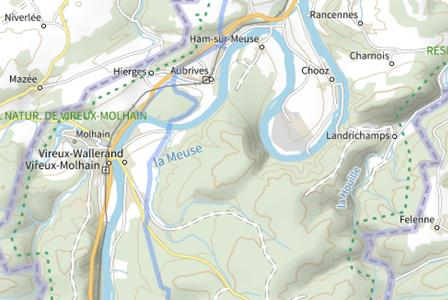 Niverlée
Rancennes
Ham-sur-Meuse
Charnois
RÉS
Hierges
Aubrives
Chooz
Mazée
NATUR. DE VIREUX-MOLHAIN
Molhain
Landrichamps
Vireux-Wallerand
Vireux-Molhain
la Meuse
la Houille
Felenne